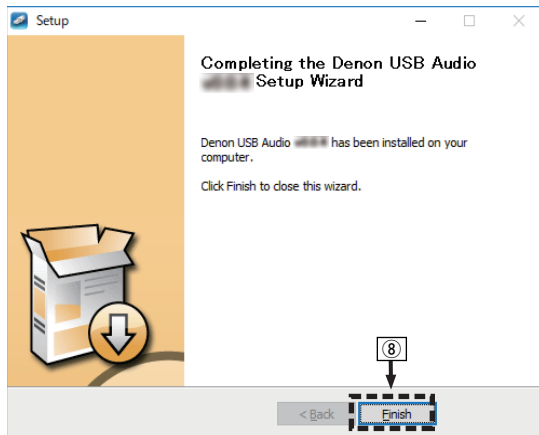 Setup
Completing the Denon USB Audio
Setup Wizard
Denon USB Audio has been installed on your
computer.
Click Finish to close this wizard.
⑧
< Back
Finish